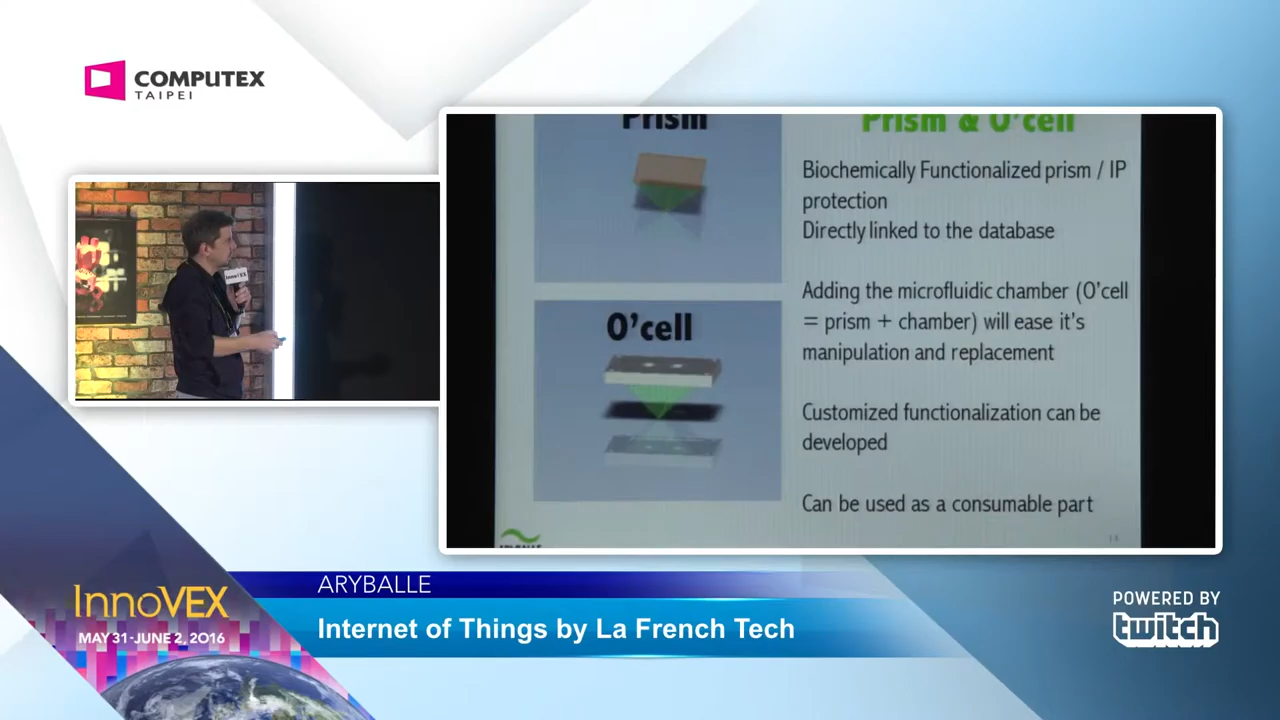 COMPUTEX
TAIPEI
InnoVEX
Prism
Prism & O'cell
Biochemically Functionalized prism / IP
protection
Directly linked to the database
Adding the microfluidic chamber (O'cell
= prism + chamber) will ease it's
manipulation and replacement
O'cell
Customized functionalization can be
developed
Can be used as a consumable part
ARYBALLE
Internet of Things by La French Tech
InnoVEX
MAY 31-JUNE 2, 2016
POWERED BY
twitch